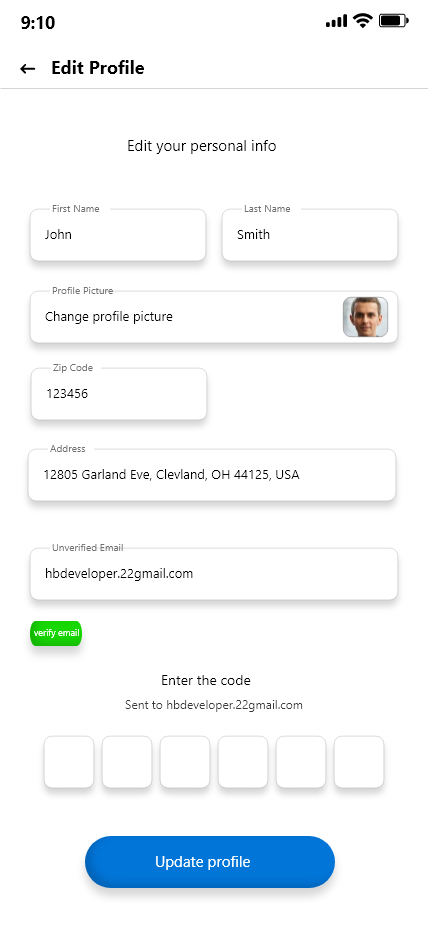 9:10
Edit Profile
Edit your personal info
First Name
Last Name
John
Smith
Profile Picture
Change profile picture
Zip Code
123456
Address
12805 Garland Eve, Clevland, OH 44125, USA
Unverified Email
hbdeveloper.22gmail.com
verify email
Enter the code
Sent to hbdeveloper.22gmail.com
Update profile